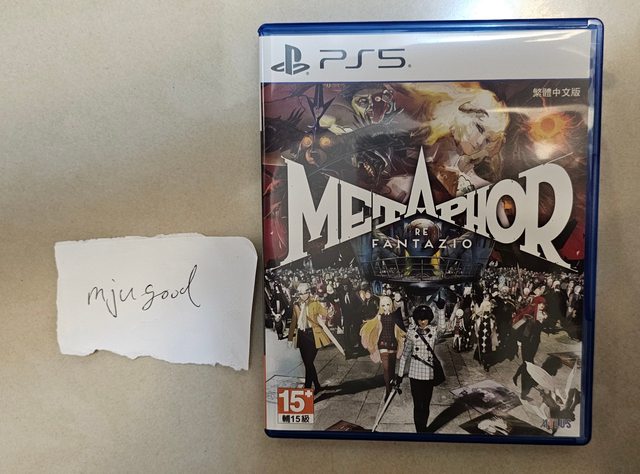 PS5
繁體中文版
METAPHOR
RE
FANTAZIO
mjugood
15+
輔15級
ATLUS